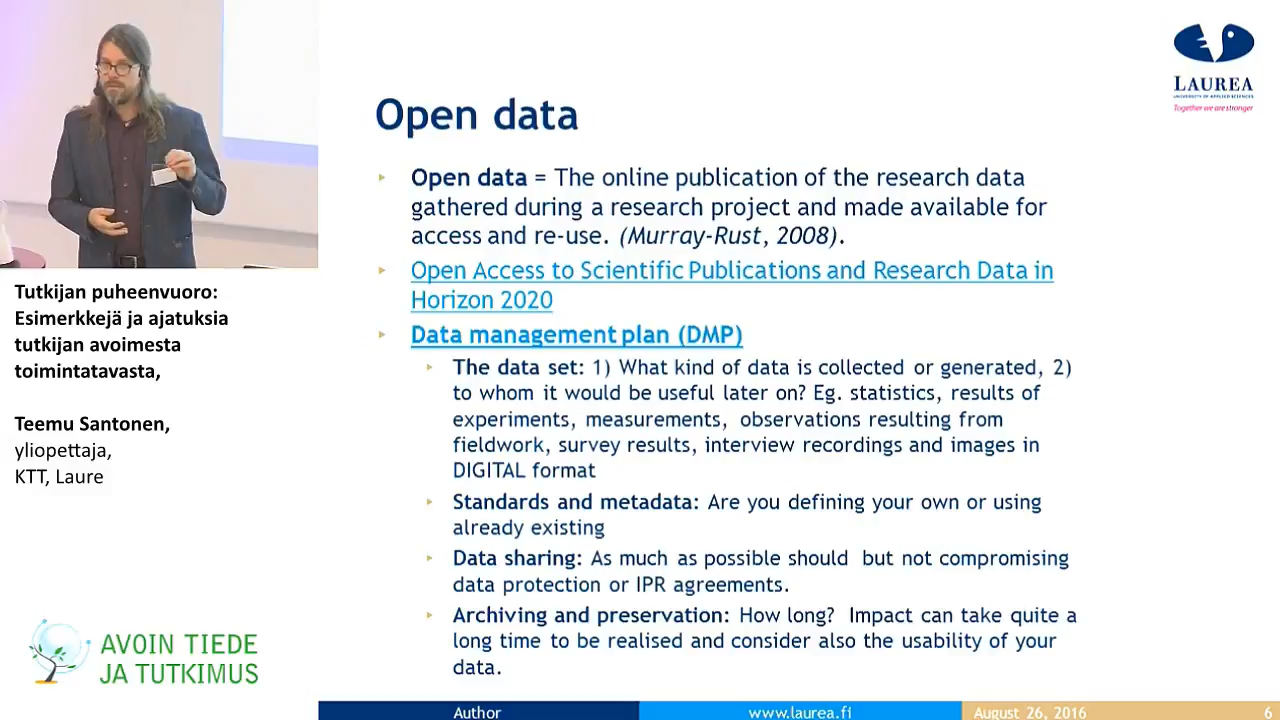 LAUREA
UNIVERSITY OF APPLIED SCIENCES
Together we are stronger
Open data
Open data = The online publication of the research data
gathered during a research project and made available for
access and re-use. (Murray-Rust, 2008).
Open Access to Scientific Publications and Research Data in
Horizon 2020
Data management plan (DMP)
The data set: 1) What kind of data is collected or generated, 2)
to whom it would be useful later on? Eg. statistics, results of
experiments, measurements, observations resulting from
fieldwork, survey results, interview recordings and images in
DIGITAL format
Standards and metadata: Are you defining your own or using
already existing
Data sharing: As much as possible should but not compromising
data protection or IPR agreements.
Archiving and preservation: How long? Impact can take quite a
long time to be realised and consider also the usability of your
data.
Tutkijan puheenvuoro:
Esimerkkejä ja ajatuksia
tutkijan avoimesta
toimintatavasta,
Teemu Santonen,
yliopettaja,
KTT, Laure
AVOIN TIEDE
JA TUTKIMUS
Author www.laurea.fi August 26, 2016 6